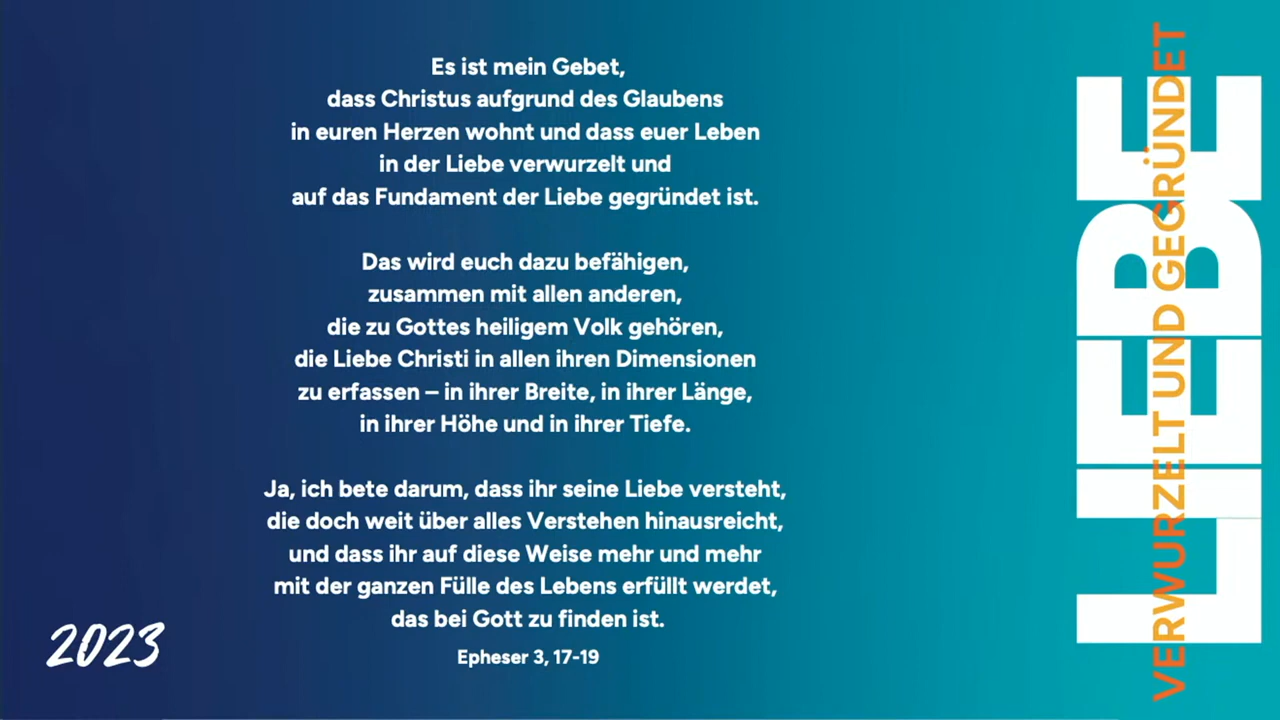 Es ist mein Gebet,
dass Christus aufgrund des Glaubens
in euren Herzen wohnt und dass euer Leben
in der Liebe verwurzelt und
auf das Fundament der Liebe gegründet ist.
Das wird euch dazu befähigen,
zusammen mit allen anderen,
die zu Gottes heiligem Volk gehören,
die Liebe Christi in allen ihren Dimensionen
zu erfassen – in ihrer Breite, in ihrer Länge,
in ihrer Höhe und in ihrer Tiefe.
Ja, ich bete darum, dass ihr seine Liebe versteht,
die doch weit über alles Verstehen hinausreicht,
und dass ihr auf diese Weise mehr und mehr
mit der ganzen Fülle des Lebens erfüllt werdet,
das bei Gott zu finden ist.
Epheser 3, 17-19
2023
LIEBE
VERWURZELT UND GEGRÜNDET